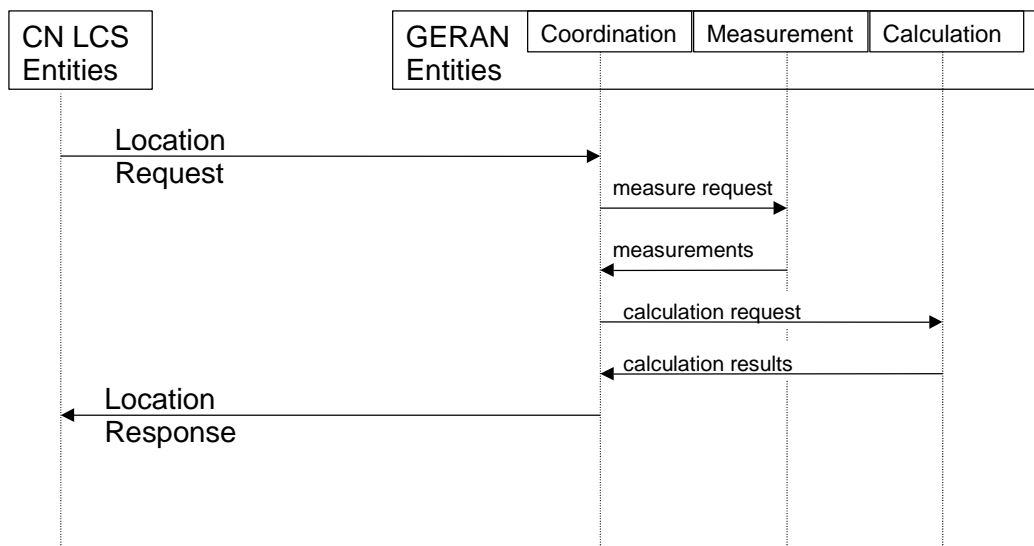 CN LCS
Entities
GERAN
Entities
Coordination
Measurement
Calculation
Location
Request
measure request
measurements
calculation request
calculation results
Location
Response